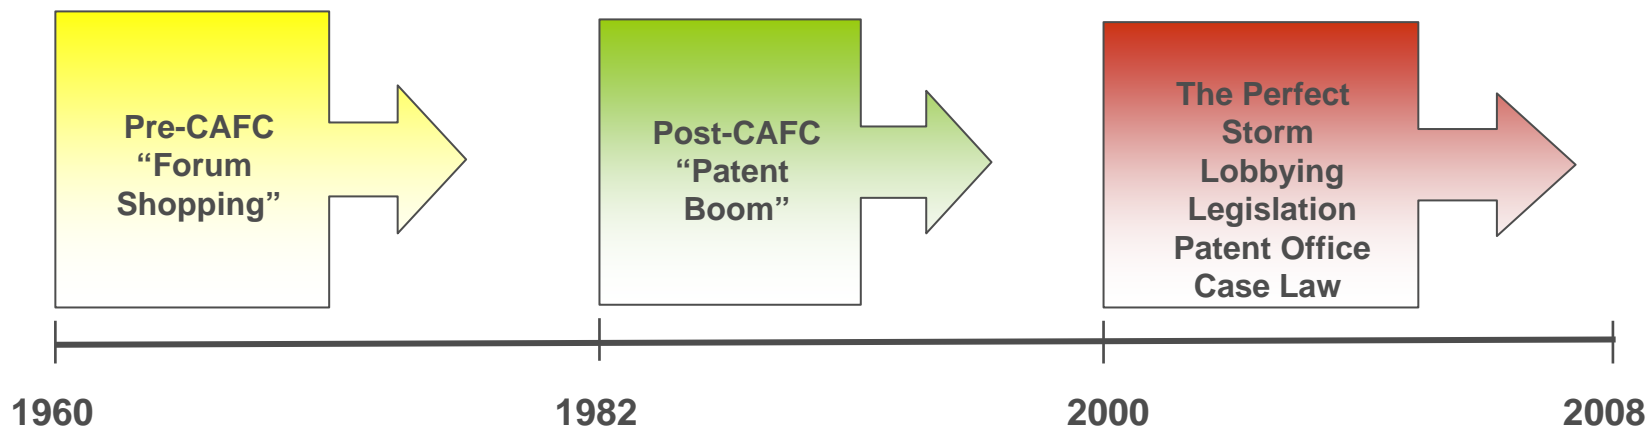 Pre-CAFC
“Forum
Shopping”
Post-CAFC
“Patent
Boom”
The Perfect
Storm
Lobbying
Legislation
Patent Office
Case Law
1960
1982
2000
2008